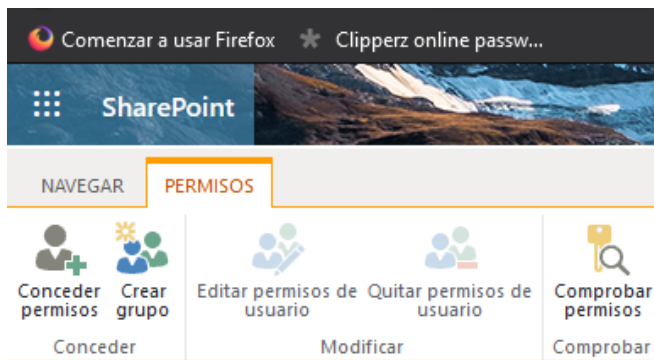 Comenzar a usar Firefox Clipperz online passw...
SharePoint
NAVEGAR PERMISOS
Conceder permisos
Crear grupo
Editar permisos de usuario
Quitar permisos de usuario
Comprobar permisos
Conceder Modificar Comprobar